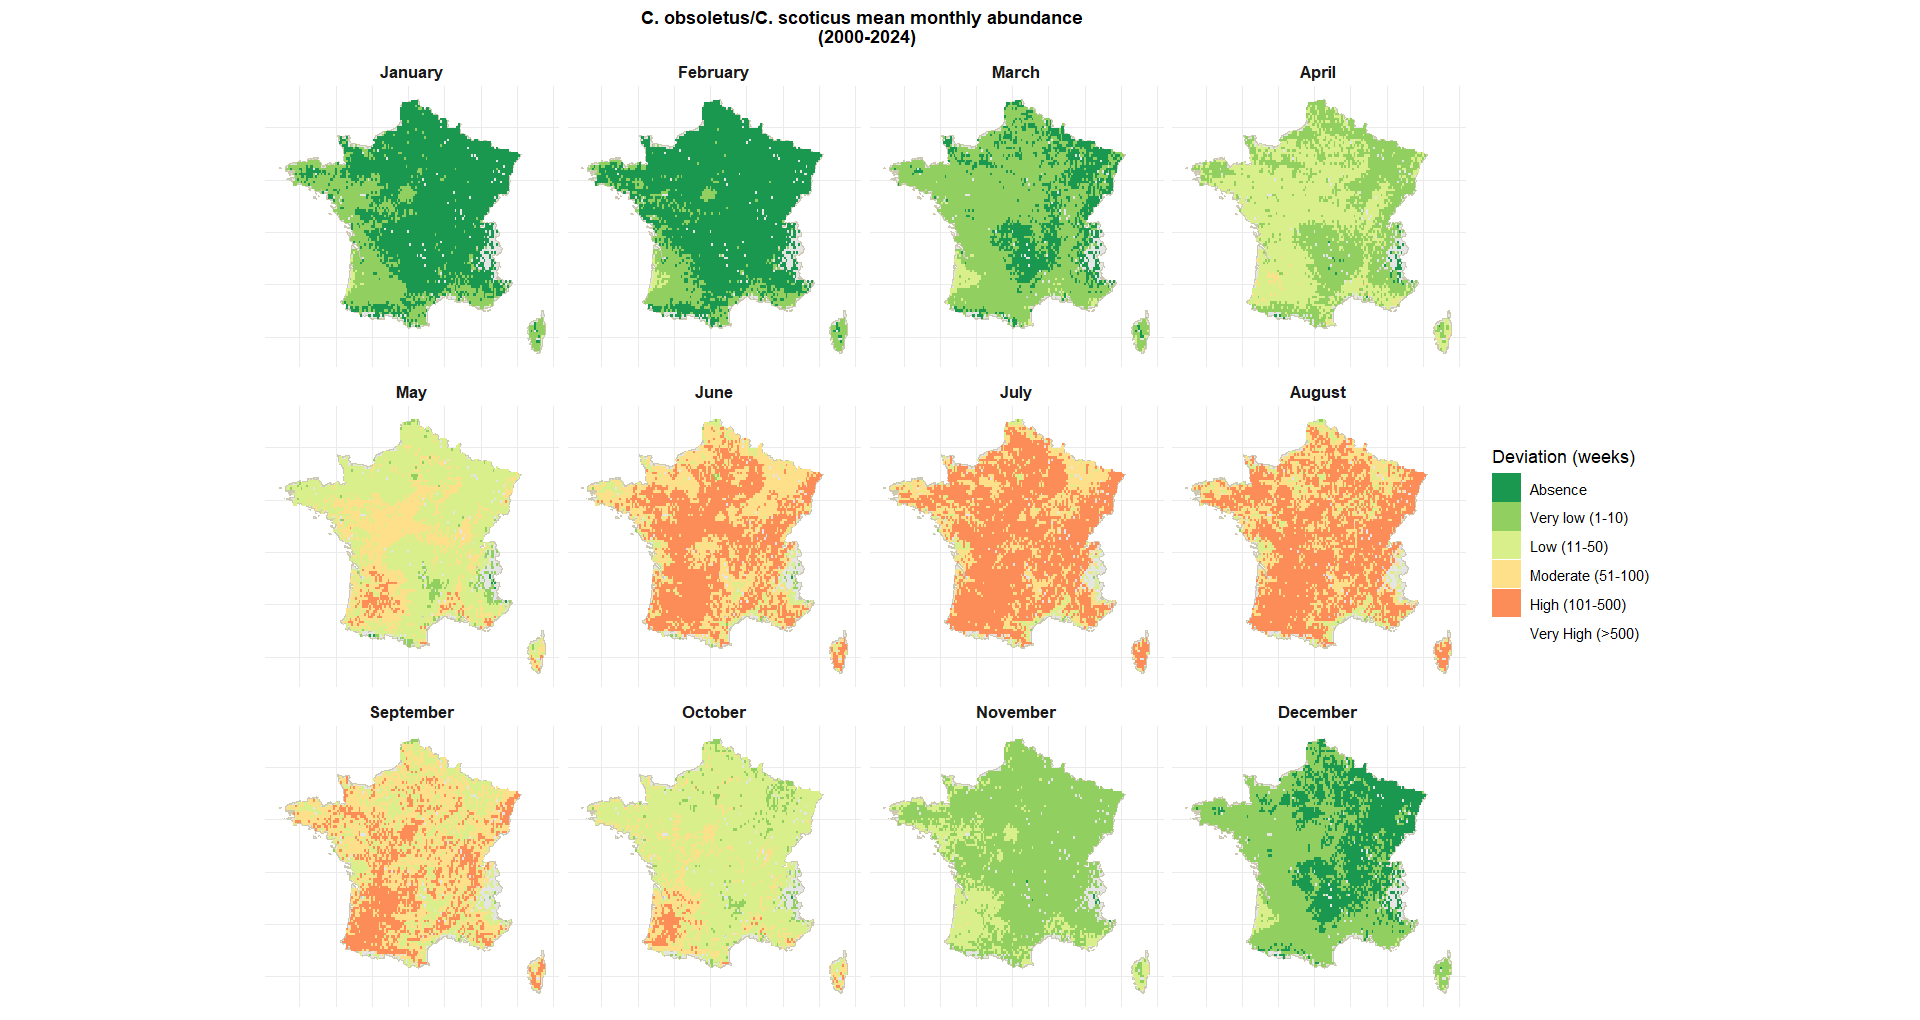 C. obsoletus/C. scoticus mean monthly abundance
(2000-2024)
January
February
March
April
May
June
July
August
September
October
November
December
Deviation (weeks)
Absence
Very low (1-10)
Low (11-50)
Moderate (51-100)
High (101-500)
Very High (>500)